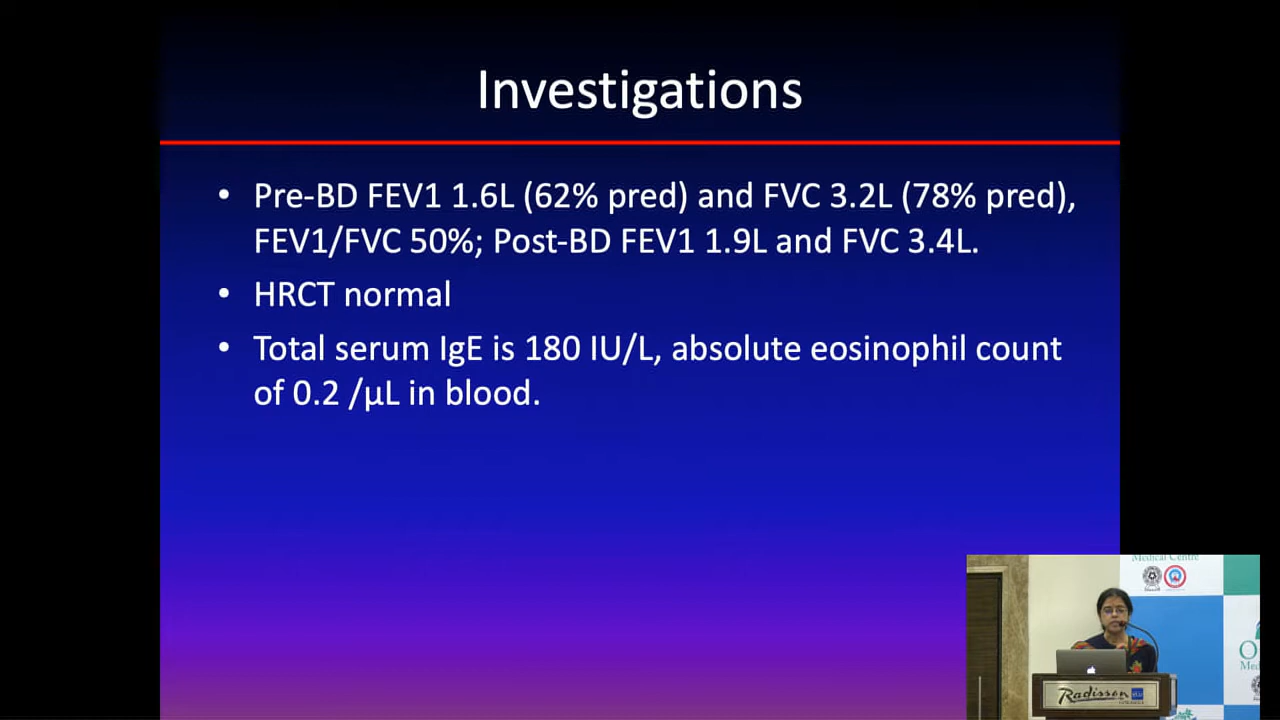 Investigations
• Pre-BD FEV1 1.6L (62% pred) and FVC 3.2L (78% pred),
FEV1/FVC 50%; Post-BD FEV1 1.9L and FVC 3.4L.
• HRCT normal
• Total serum IgE is 180 IU/L, absolute eosinophil count
of 0.2 /µL in blood.
Medical Centre
Radisson